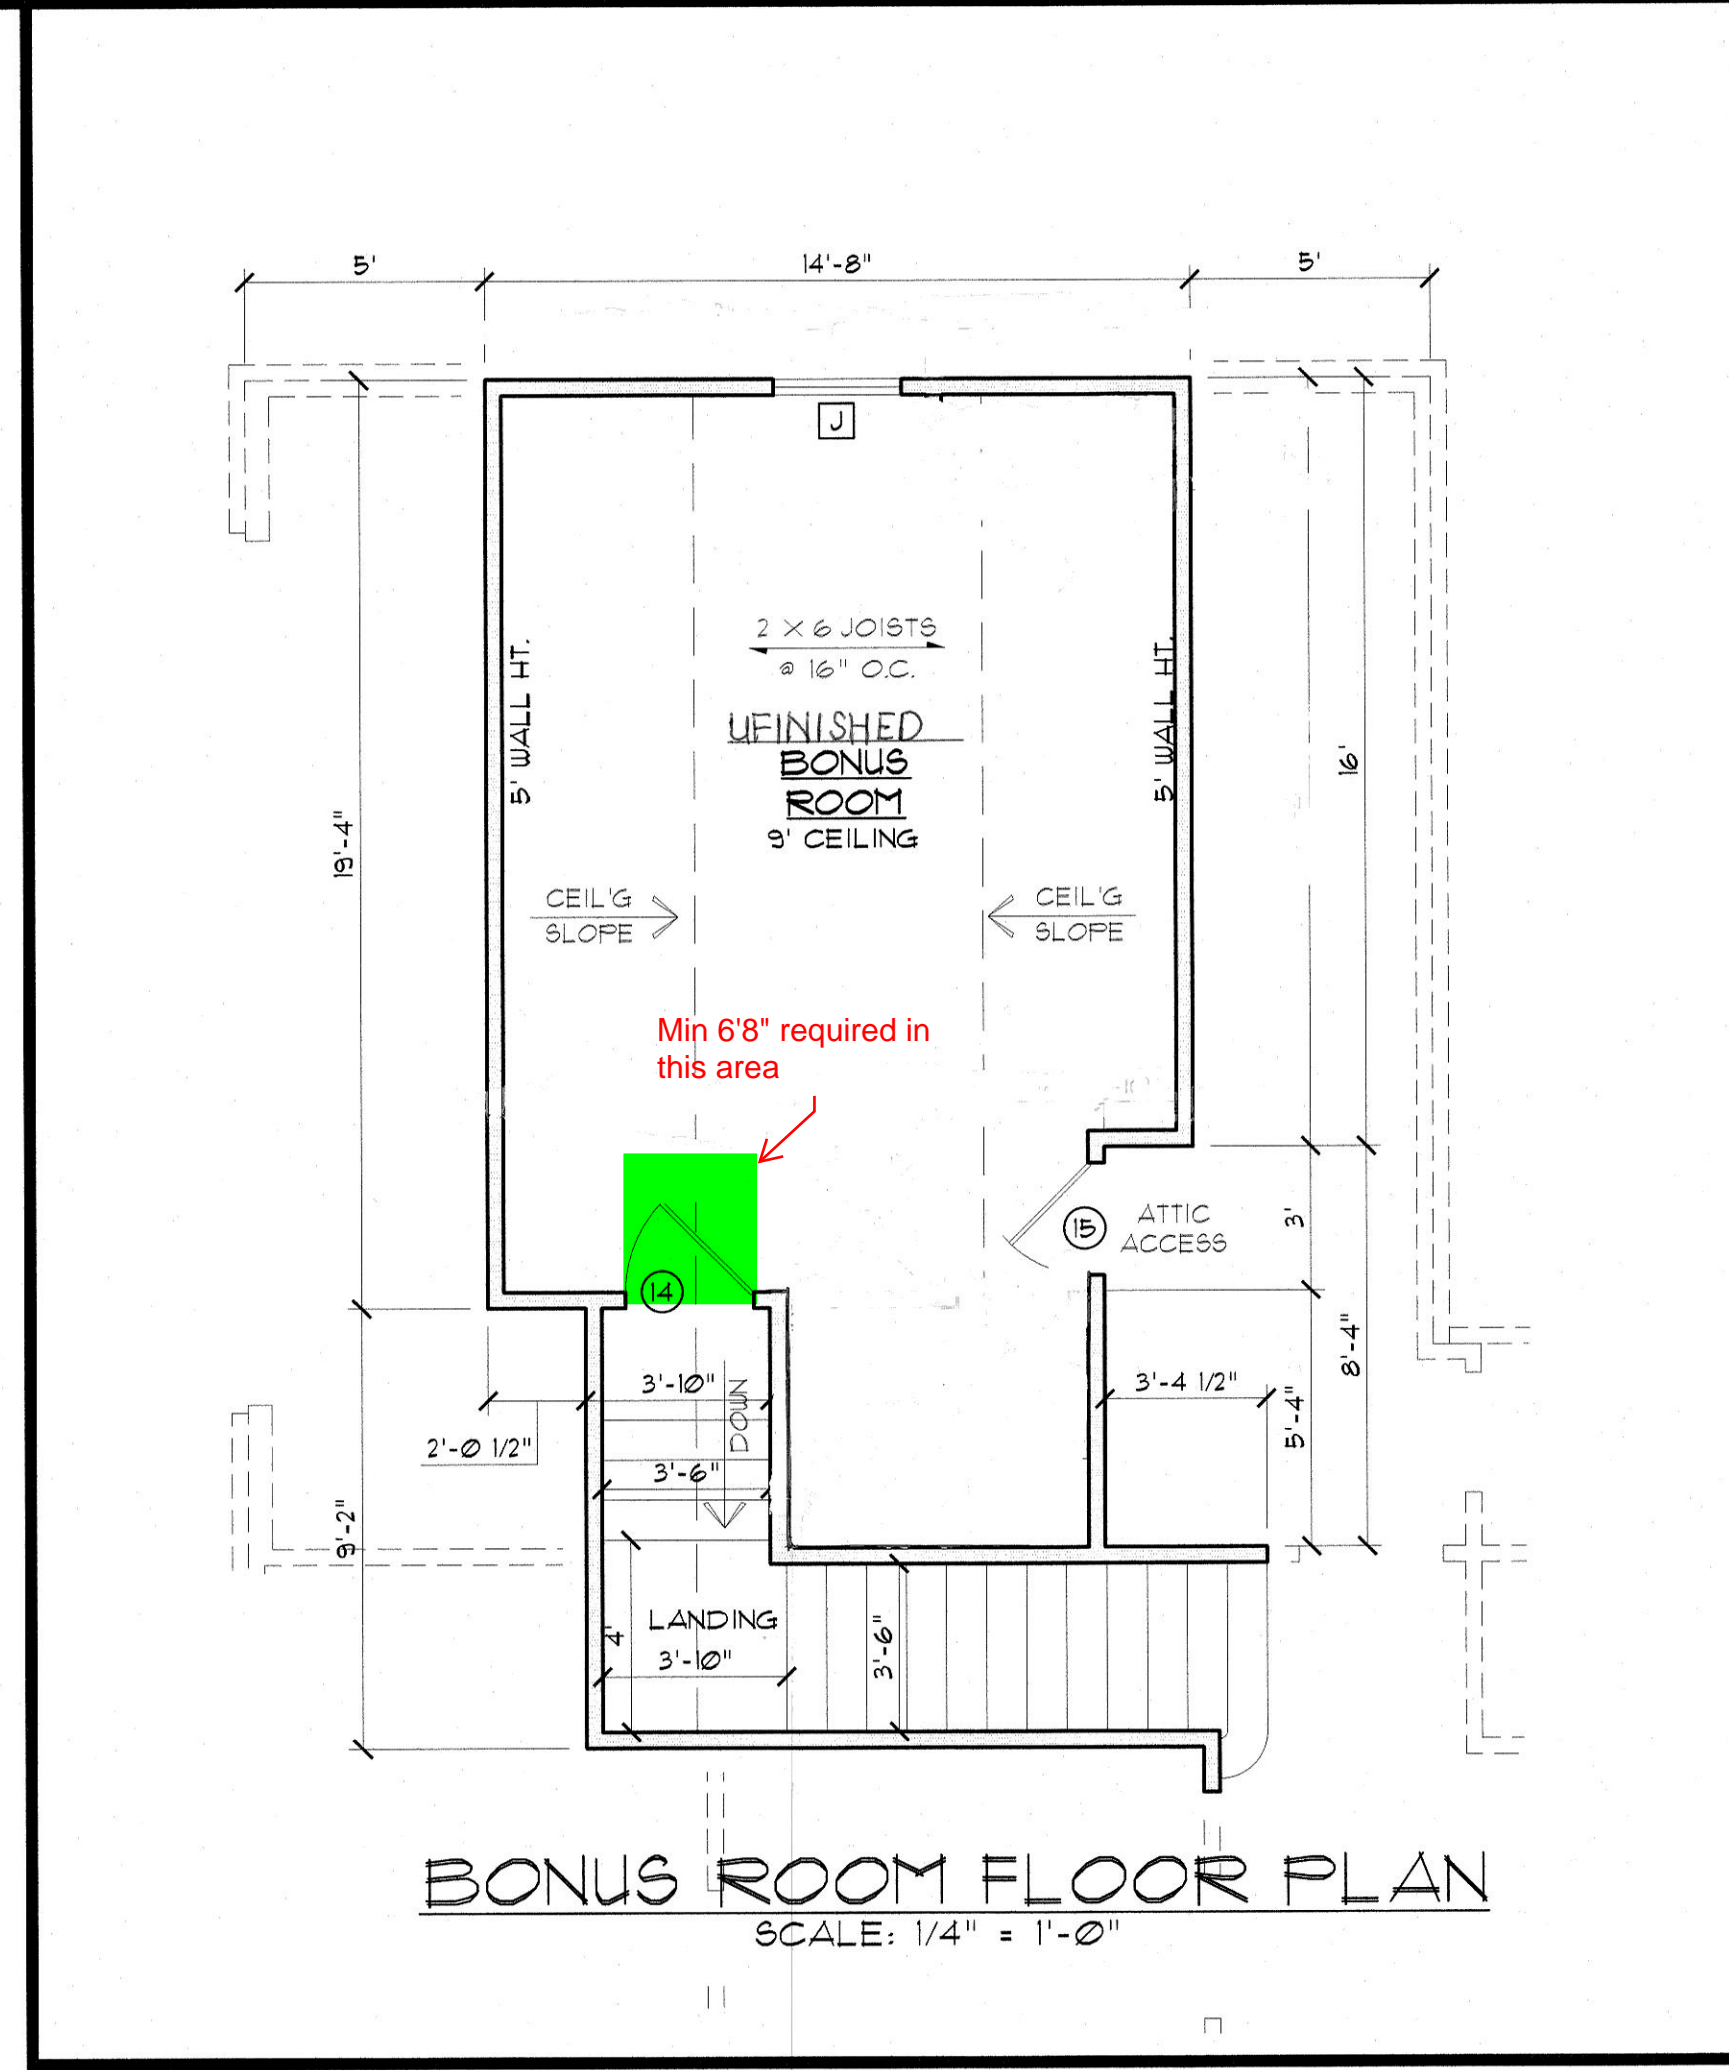 5'
14'-8"
5'
J
2 X 6 JOISTS
@ 16" O.C.
UFINISHED
BONUS
ROOM
9' CEILING
5' WALL HT.
5' WALL HT.
19'-4"
16'
CEIL'G
SLOPE
CEIL'G
SLOPE
Min 6'8" required in
this area
15
ATTIC
ACCESS
3'
14
8'-4"
3'-10"
DOWN
3'-4 1/2"
5'-4"
2'-Ø 1/2"
3'-6"
9'-2"
LANDING
4'
3'-10"
3'-6"
BONUS ROOM FLOOR PLAN
SCALE: 1/4" = 1'-Ø"